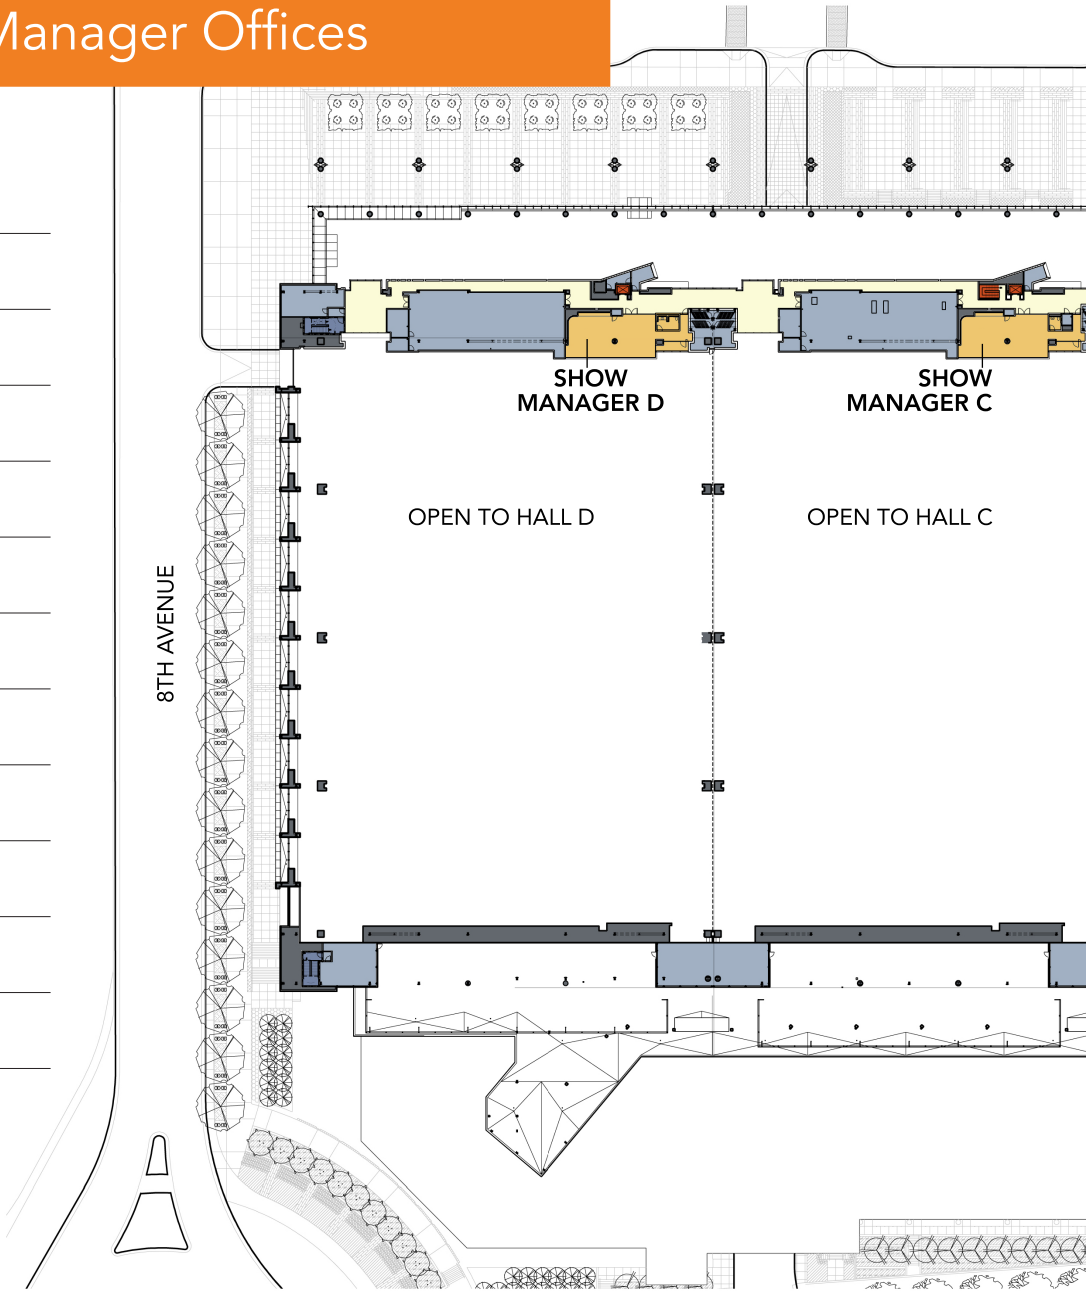 Manager Offices
SHOW
MANAGER D
SHOW
MANAGER C
OPEN TO HALL D
OPEN TO HALL C
8TH AVENUE